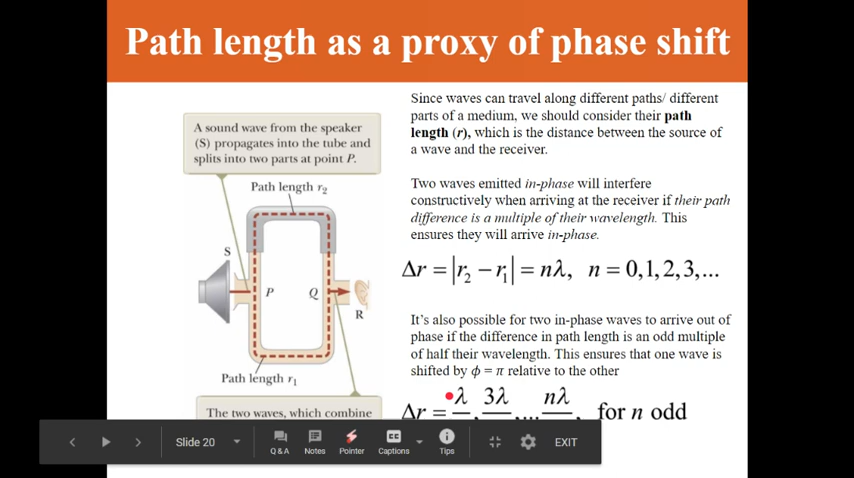 Path length as a proxy of phase shift
A sound wave from the speaker
(S) propagates into the tube and
splits into two parts at point P.
Path length r₂
S
P
Q
R
Path length r₁
The two waves, which combine
Since waves can travel along different paths/ different
parts of a medium, we should consider their path
length (r), which is the distance between the source of
a wave and the receiver.
Two waves emitted in-phase will interfere
constructively when arriving at the receiver if their path
difference is a multiple of their wavelength. This
ensures they will arrive in-phase.
Δr = |r₂ − r₁| = nλ, n = 0,1,2,3,...
It's also possible for two in-phase waves to arrive out of
phase if the difference in path length is an odd multiple
of half their wavelength. This ensures that one wave is
shifted by ϕ = π relative to the other
Δr = λ, 3λ, ... nλ, for n odd
Slide 20
Q & A
Notes
Pointer
CC
Captions
Tips
EXIT